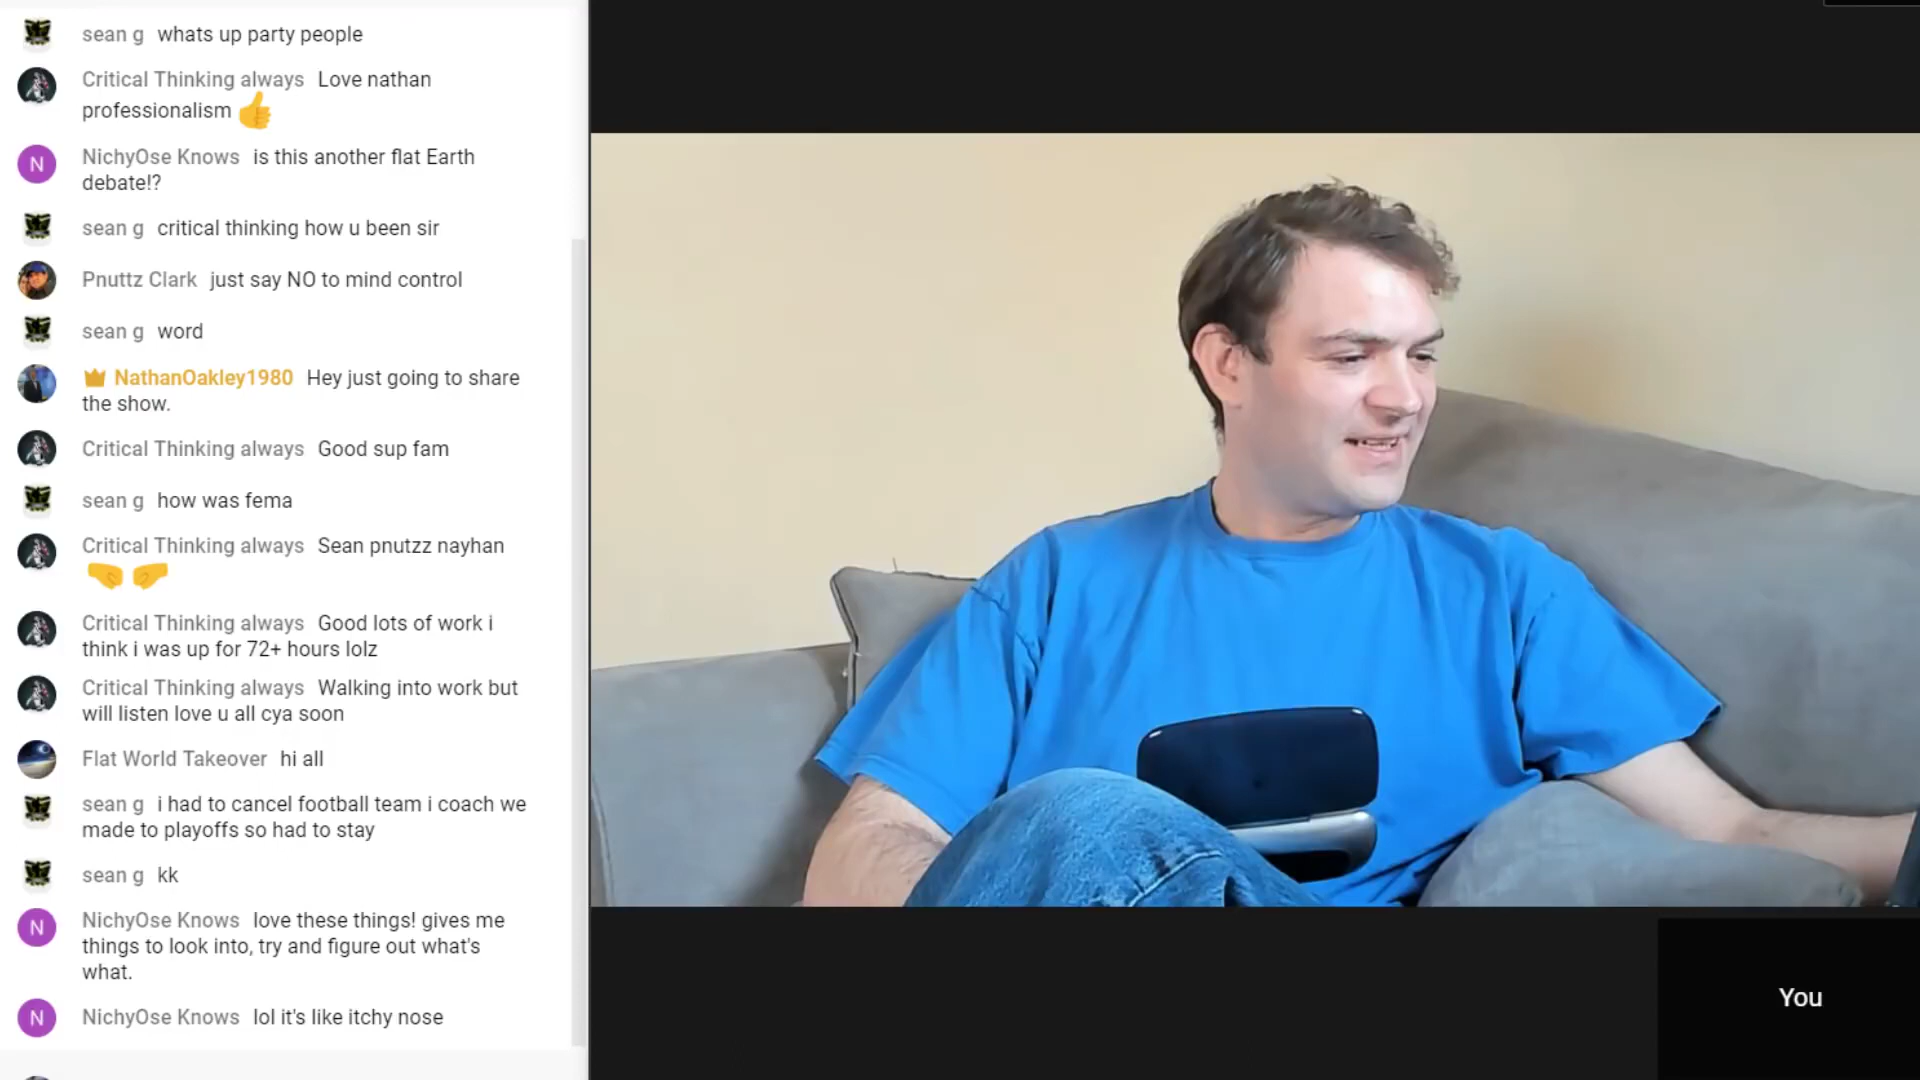 sean g whats up party people
Critical Thinking always Love nathan
professionalism
N NichyOse Knows is this another flat Earth
debate!?
sean g critical thinking how u been sir
Pnuttz Clark just say NO to mind control
sean g word
NathanOakley1980 Hey just going to share
the show.
Critical Thinking always Good sup fam
sean g how was fema
Critical Thinking always Sean pnutzz nayhan
Critical Thinking always Good lots of work i
think i was up for 72+ hours lolz
Critical Thinking always Walking into work but
will listen love u all cya soon
Flat World Takeover hi all
sean g i had to cancel football team i coach we
made to playoffs so had to stay
sean g kk
N NichyOse Knows love these things! gives me
things to look into, try and figure out what's
what.
N NichyOse Knows lol it's like itchy nose
You